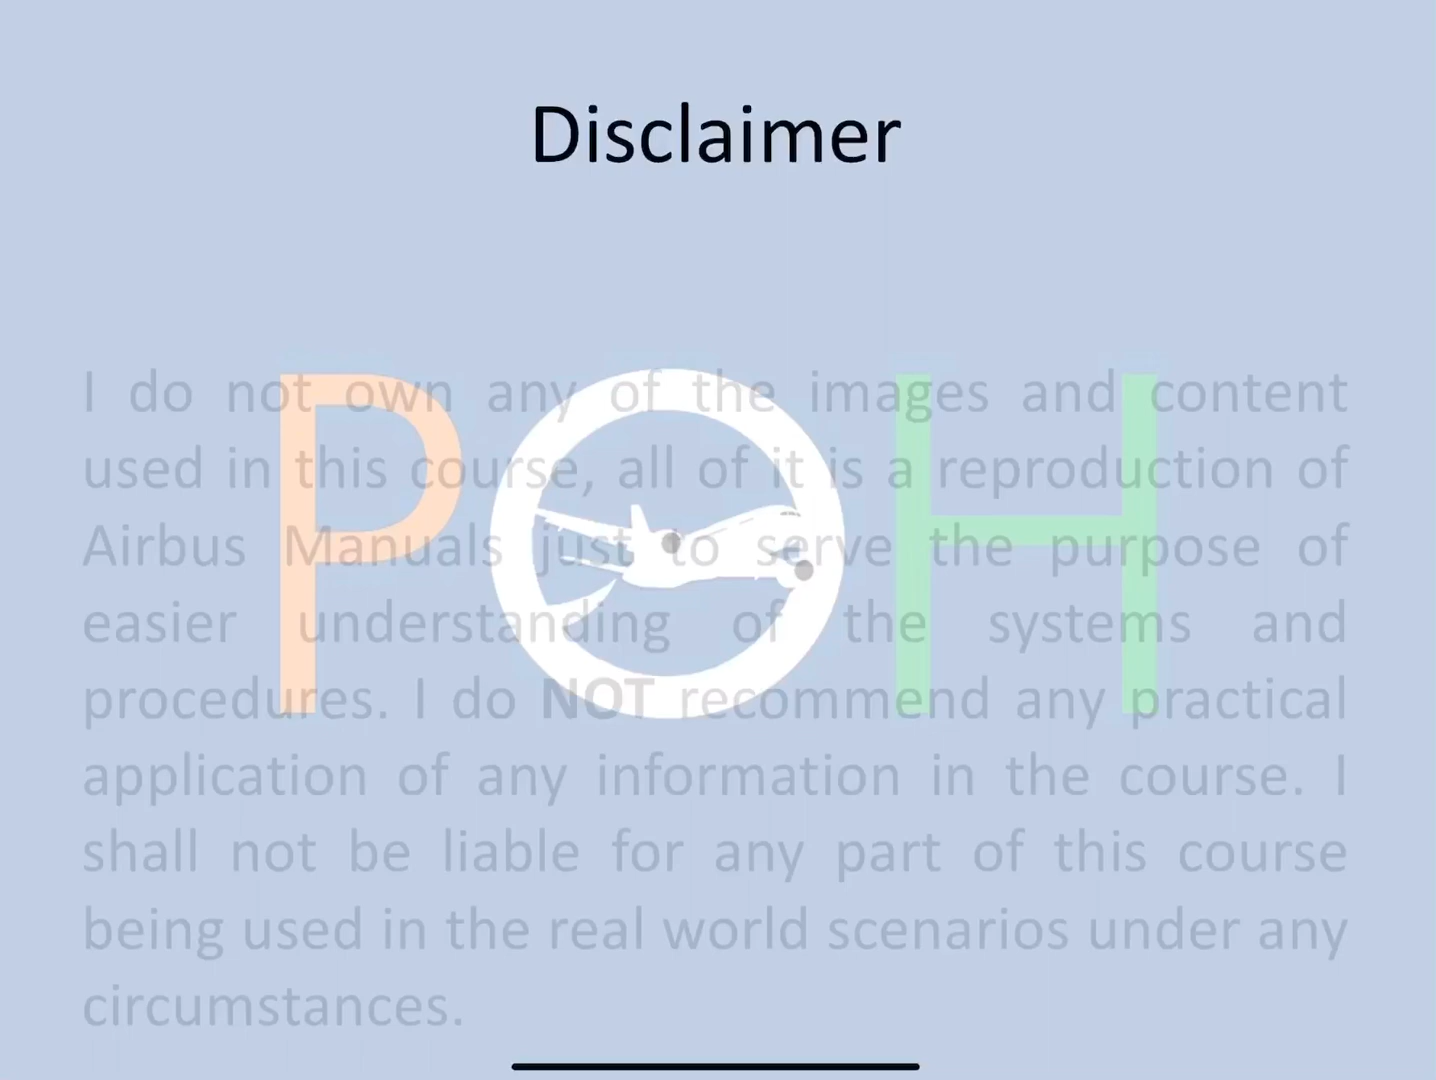 Disclaimer
I do not own any of the images and content
used in this course, all of it is a reproduction of
Airbus Manuals just to serve the purpose of
easier understanding of the systems and
procedures. I do NOT recommend any practical
application of any information in the course. I
shall not be liable for any part of this course
being used in the real world scenarios under any
circumstances.
POH